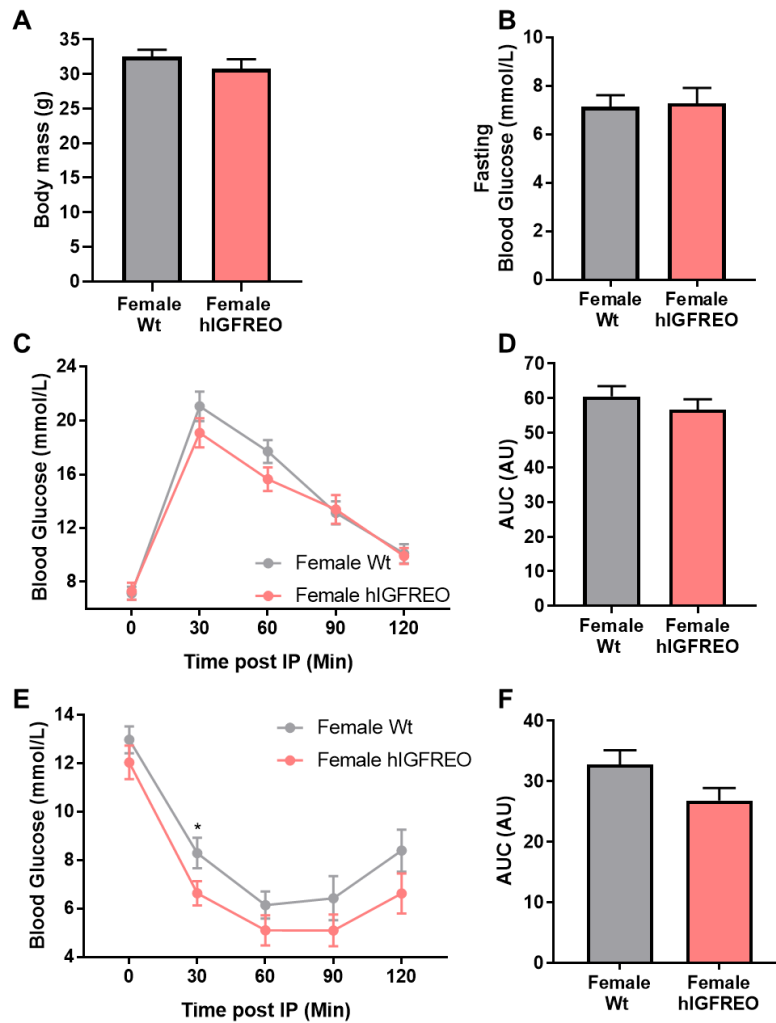 A
Body mass (g)
35
30
25
20
15
10
5
0
Female
Wt
Female
hIGFREO
B
Fasting
Blood Glucose (mmol/L)
10
8
6
4
2
0
Female
Wt
Female
hIGFREO
C
Blood Glucose (mmol/L)
24
20
16
12
8
Female Wt
Female hIGFREO
0 30 60 90 120
Time post IP (Min)
D
AUC (AU)
70
60
50
40
30
20
10
0
Female
Wt
Female
hIGFREO
E
Blood Glucose (mmol/L)
14
12
10
8
6
4
Female Wt
Female hIGFREO
*
0 30 60 90 120
Time post IP (Min)
F
AUC (AU)
40
30
20
10
0
Female
Wt
Female
hIGFREO